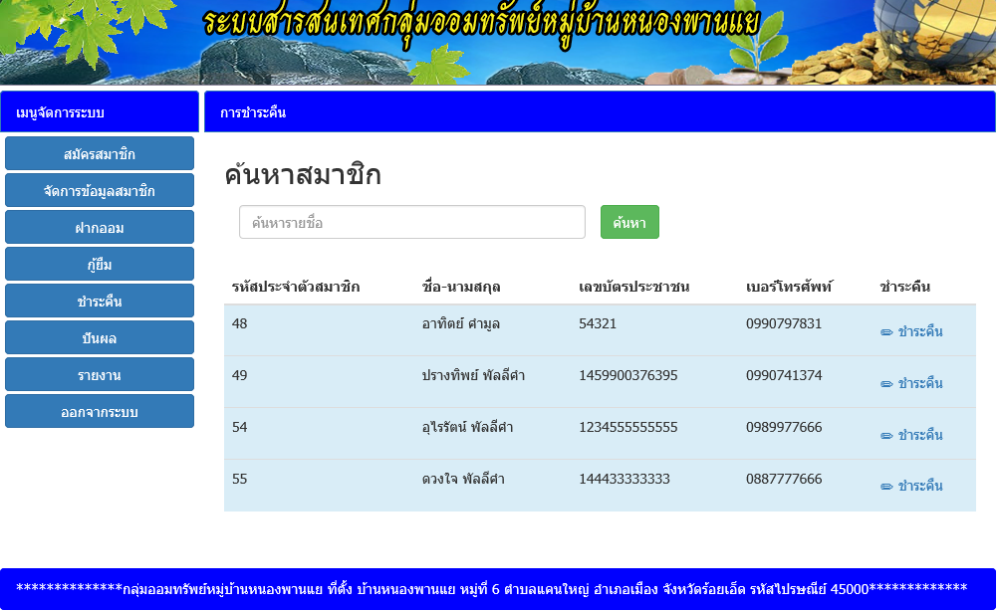 ระบบสารสนเทศกลุ่มออมทรัพย์หมู่บ้านหนองพานแย
เมนูจัดการระบบ
สมัครสมาชิก
จัดการข้อมูลสมาชิก
ฝากออม
กู้ยืม
ชำระคืน
ปันผล
รายงาน
ออกจากระบบ
การชำระคืน
ค้นหาสมาชิก
ค้นหารายชื่อ ค้นหา
รหัสประจำตัวสมาชิก ชื่อ-นามสกุล เลขบัตรประชาชน เบอร์โทรศัพท์ ชำระคืน
48 อาทิตย์ คำมูล 54321 0990797831 ชำระคืน
49 ปรางทิพย์ พัลลีคำ 1459900376395 0990741374 ชำระคืน
54 อุไรรัตน์ พัลลีศา 1234555555555 0989977666 ชำระคืน
55 ดวงใจ พัลลีศา 144433333333 0887777666 ชำระคืน
**************กลุ่มออมทรัพย์หมู่บ้านหนองพานแย ที่ตั้ง บ้านหนองพานแย หมู่ที่ 6 ตำบลแคนใหญ่ อำเภอเมือง จังหวัดร้อยเอ็ด รหัสไปรษณีย์ 45000*************